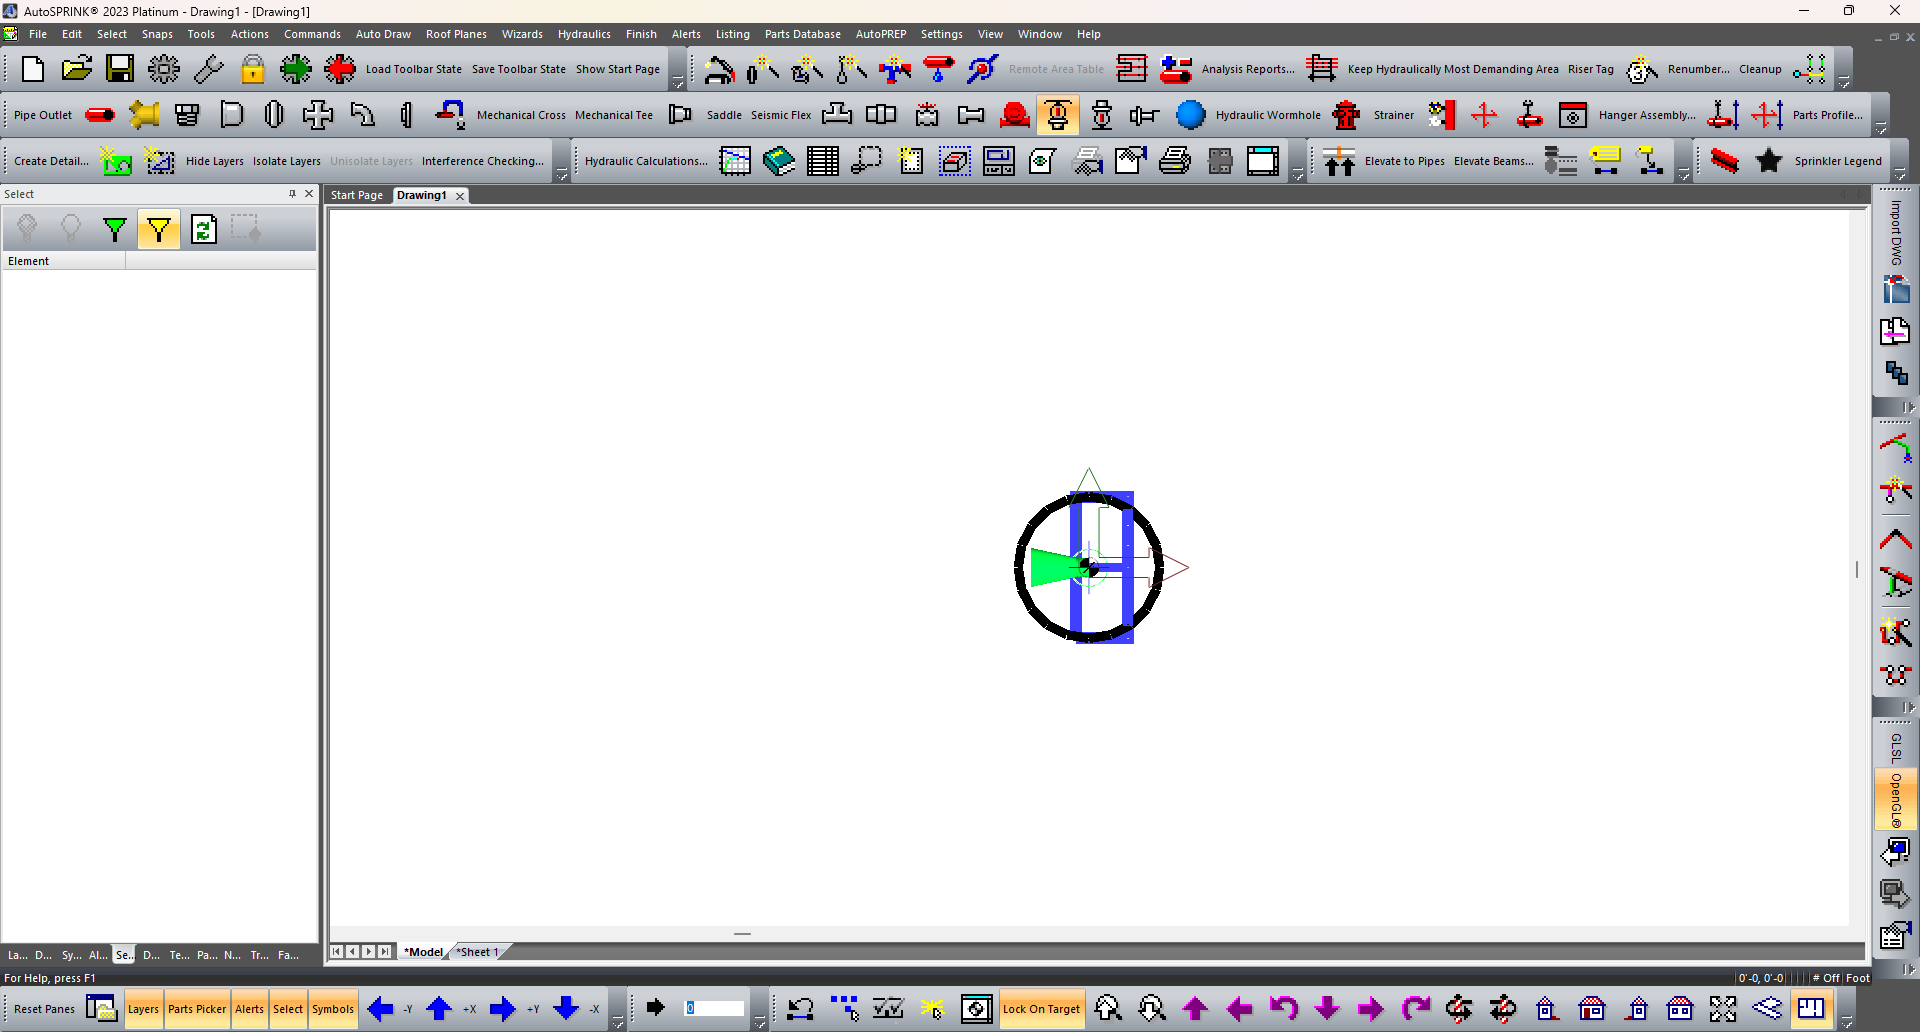 AutoSPRINK® 2023 Platinum - Drawing1 - [Drawing1]
File Edit Select Snaps Tools Actions Commands Auto Draw Roof Planes Wizards Hydraulics Finish Alerts Listing Parts Database AutoPREP Settings View Window Help
Load Toolbar State Save Toolbar State Show Start Page Remote Area Table Analysis Reports... Keep Hydraulically Most Demanding Area Riser Tag Renumber... Cleanup
Pipe Outlet Mechanical Cross Mechanical Tee Saddle Seismic Flex Hydraulic Wormhole Strainer Hanger Assembly... Parts Profile...
Create Detail... Hide Layers Isolate Layers Unisolate Layers Interference Checking... Hydraulic Calculations... Elevate to Pipes Elevate Beams... Sprinkler Legend
Select
Start Page Drawing1
Element
Import DWG
GLSL
OpenGL®
*Model *Sheet 1
La... D... Sy... Al... Se... D... Te... Pa... N... Tr... Fa...
For Help, press F1
0'-0, 0'-0 # Off Foot
Reset Panes Layers Parts Picker Alerts Select Symbols -Y +X +Y -X 0 Lock On Target